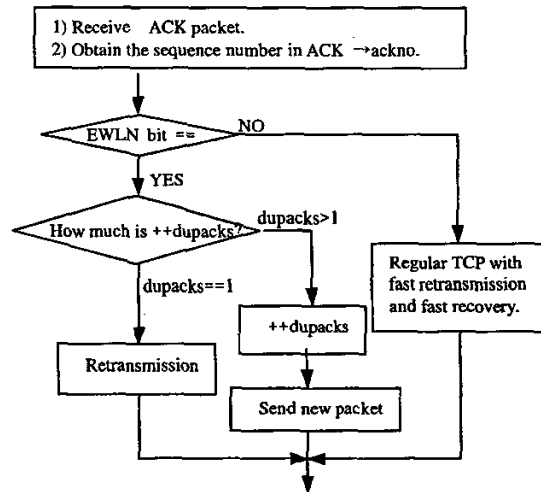 1) Receive ACK packet.
2) Obtain the sequence number in ACK →ackno.
EWLN bit ==
NO
YES
How much is ++dupacks?
dupacks>1
dupacks==1
Regular TCP with
fast retransmission
and fast recovery.
++dupacks
Retransmission
Send new packet